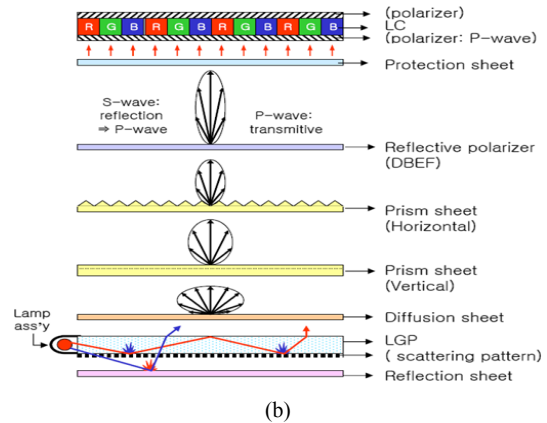 (polarizer)
R G B R G B R G B R G B
LC
(polarizer: P-wave)
Protection sheet
S-wave:
reflection
⇒ P-wave
P-wave:
transmitive
Reflective polarizer
(DBEF)
Prism sheet
(Horizontal)
Prism sheet
(Vertical)
Diffusion sheet
Lamp
ass'y
LGP
( scattering pattern)
Reflection sheet
(b)